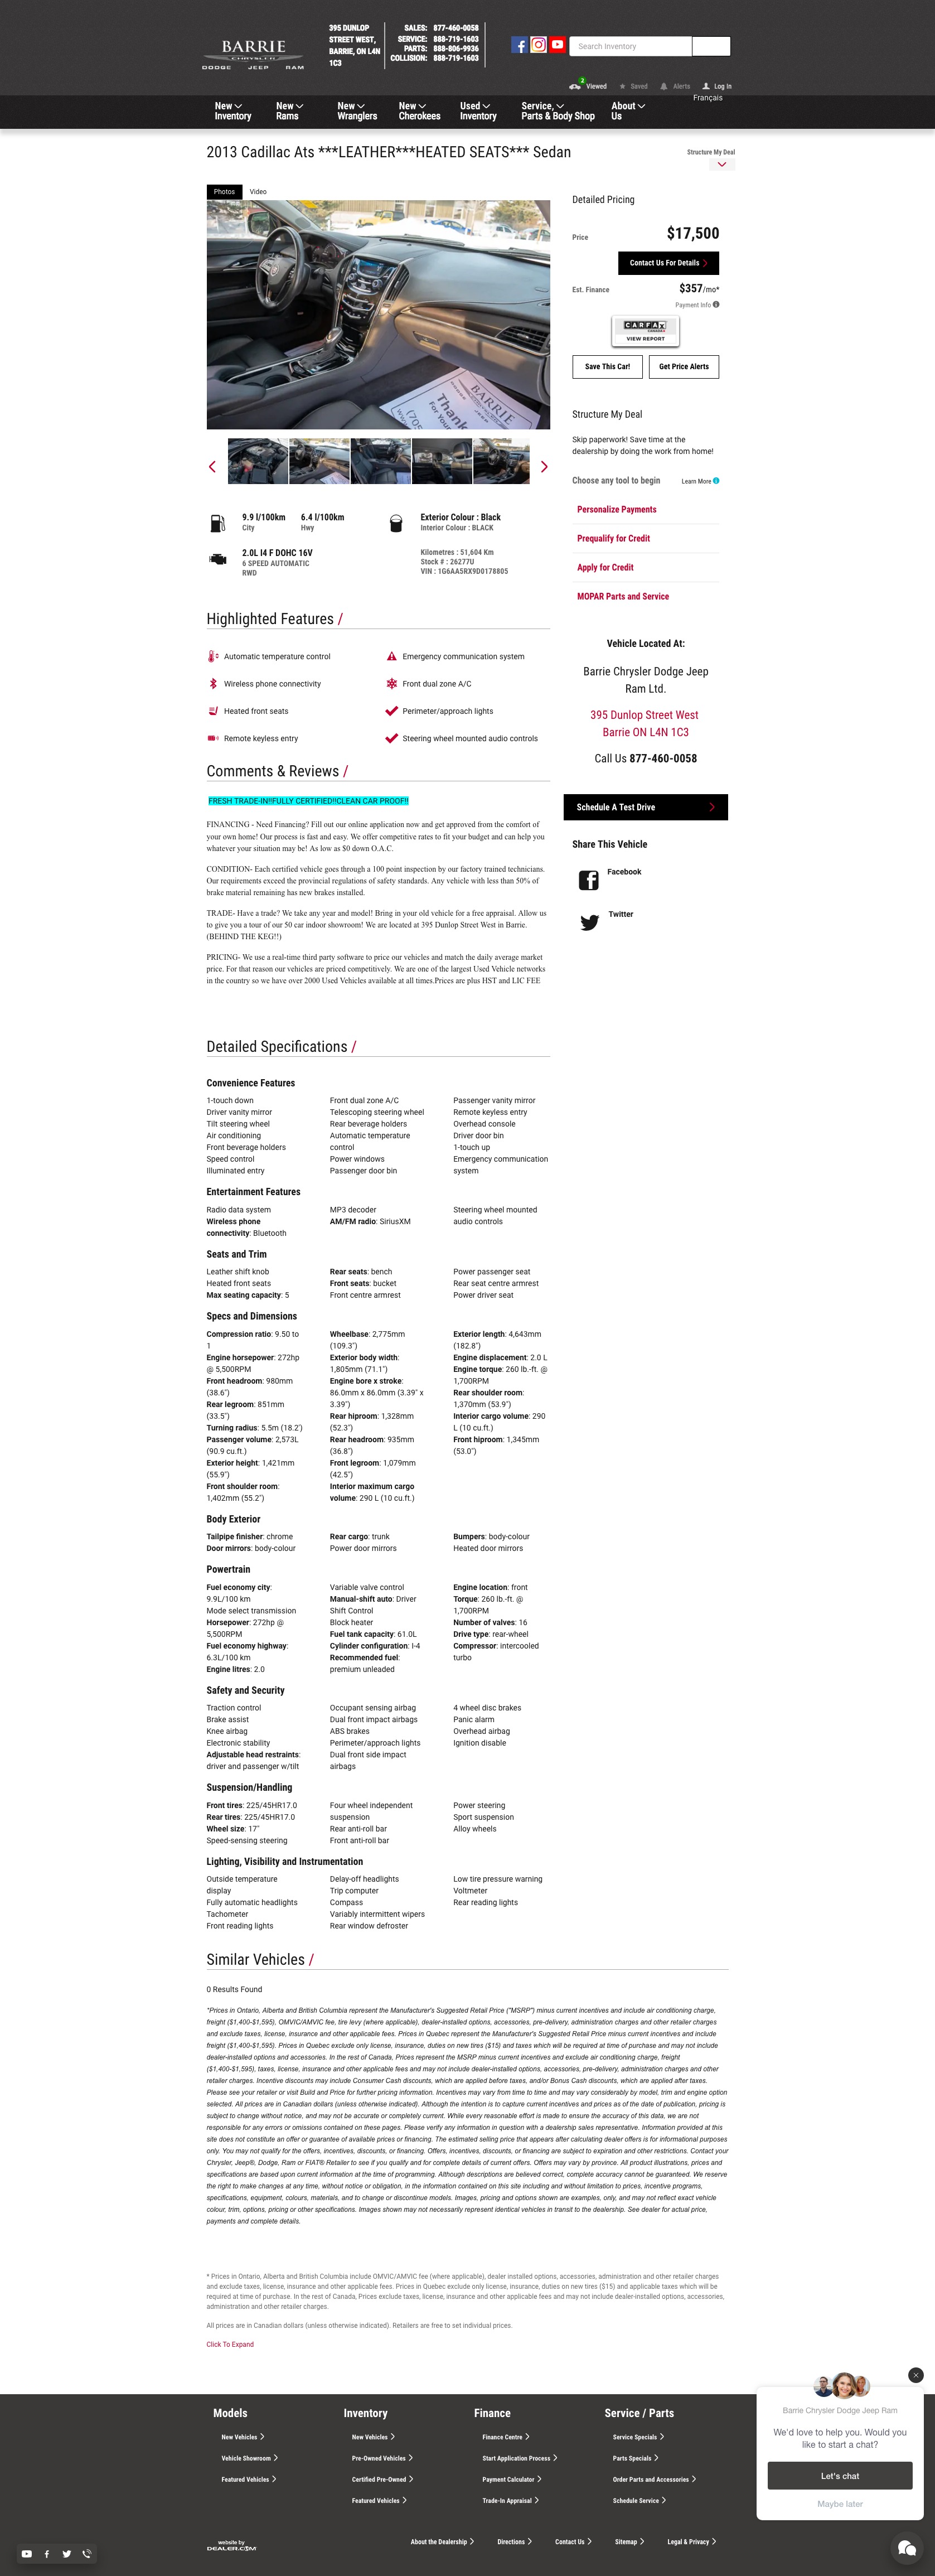 BARRIE
CHRYSLER
DODGE JEEP RAM
395 DUNLOP
STREET WEST,
BARRIE, ON L4N
1C3
SALES: 877-460-0058
SERVICE: 888-719-1603
PARTS: 888-806-9936
COLLISION: 888-719-1603
Search Inventory
2 Viewed
Saved
Alerts
Log In
Français
New Inventory
New Rams
New Wranglers
New Cherokees
Used Inventory
Service, Parts & Body Shop
About Us
2013 Cadillac Ats ***LEATHER***HEATED SEATS*** Sedan
Structure My Deal
Photos Video
BARRIE
Thank
For You
(705
Detailed Pricing
Price $17,500
Contact Us For Details
Est. Finance $357/mo*
Payment Info
CARFAX
CANADA
VIEW REPORT
Save This Car!
Get Price Alerts
Structure My Deal
Skip paperwork! Save time at the
dealership by doing the work from home!
Choose any tool to begin Learn More
Personalize Payments
Prequalify for Credit
Apply for Credit
MOPAR Parts and Service
Vehicle Located At:
Barrie Chrysler Dodge Jeep
Ram Ltd.
395 Dunlop Street West
Barrie ON L4N 1C3
Call Us 877-460-0058
Schedule A Test Drive
Share This Vehicle
Facebook
Twitter
9.9 l/100km 6.4 l/100km
City Hwy
Exterior Colour : Black
Interior Colour : BLACK
2.0L I4 F DOHC 16V
6 SPEED AUTOMATIC
RWD
Kilometres : 51,604 Km
Stock # : 26277U
VIN : 1G6AA5RX9D0178805
Highlighted Features /
Automatic temperature control
Emergency communication system
Wireless phone connectivity
Front dual zone A/C
Heated front seats
Perimeter/approach lights
Remote keyless entry
Steering wheel mounted audio controls
Comments & Reviews /
FRESH TRADE-IN!!FULLY CERTIFIED!!CLEAN CAR PROOF!!
FINANCING - Need Financing? Fill out our online application now and get approved from the comfort of
your own home! Our process is fast and easy. We offer competitive rates to fit your budget and can help you
whatever your situation may be! As low as $0 down O.A.C.
CONDITION- Each certified vehicle goes through a 100 point inspection by our factory trained technicians.
Our requirements exceed the provincial regulations of safety standards. Any vehicle with less than 50% of
brake material remaining has new brakes installed.
TRADE- Have a trade? We take any year and model! Bring in your old vehicle for a free appraisal. Allow us
to give you a tour of our 50 car indoor showroom! We are located at 395 Dunlop Street West in Barrie.
(BEHIND THE KEG!!)
PRICING- We use a real-time third party software to price our vehicles and match the daily average market
price. For that reason our vehicles are priced competitively. We are one of the largest Used Vehicle networks
in the country so we have over 2000 Used Vehicles available at all times.Prices are plus HST and LIC FEE
Detailed Specifications /
Convenience Features
1-touch down
Driver vanity mirror
Tilt steering wheel
Air conditioning
Front beverage holders
Speed control
Illuminated entry
Front dual zone A/C
Telescoping steering wheel
Rear beverage holders
Automatic temperature
control
Power windows
Passenger door bin
Passenger vanity mirror
Remote keyless entry
Overhead console
Driver door bin
1-touch up
Emergency communication
system
Entertainment Features
Radio data system
Wireless phone
connectivity: Bluetooth
MP3 decoder
AM/FM radio: SiriusXM
Steering wheel mounted
audio controls
Seats and Trim
Leather shift knob
Heated front seats
Max seating capacity: 5
Rear seats: bench
Front seats: bucket
Front centre armrest
Power passenger seat
Rear seat centre armrest
Power driver seat
Specs and Dimensions
Compression ratio: 9.50 to
1
Engine horsepower: 272hp
@ 5,500RPM
Front headroom: 980mm
(38.6")
Rear legroom: 851mm
(33.5")
Turning radius: 5.5m (18.2')
Passenger volume: 2,573L
(90.9 cu.ft.)
Exterior height: 1,421mm
(55.9")
Front shoulder room:
1,402mm (55.2")
Wheelbase: 2,775mm
(109.3")
Exterior body width:
1,805mm (71.1")
Engine bore x stroke:
86.0mm x 86.0mm (3.39" x
3.39")
Rear hiproom: 1,328mm
(52.3")
Rear headroom: 935mm
(36.8")
Front legroom: 1,079mm
(42.5")
Interior maximum cargo
volume: 290 L (10 cu.ft.)
Exterior length: 4,643mm
(182.8")
Engine displacement: 2.0 L
Engine torque: 260 lb.-ft. @
1,700RPM
Rear shoulder room:
1,370mm (53.9")
Interior cargo volume: 290
L (10 cu.ft.)
Front hiproom: 1,345mm
(53.0")
Body Exterior
Tailpipe finisher: chrome
Door mirrors: body-colour
Rear cargo: trunk
Power door mirrors
Bumpers: body-colour
Heated door mirrors
Powertrain
Fuel economy city:
9.9L/100 km
Mode select transmission
Horsepower: 272hp @
5,500RPM
Fuel economy highway:
6.3L/100 km
Engine litres: 2.0
Variable valve control
Manual-shift auto: Driver
Shift Control
Block heater
Fuel tank capacity: 61.0L
Cylinder configuration: I-4
Recommended fuel:
premium unleaded
Engine location: front
Torque: 260 lb.-ft. @
1,700RPM
Number of valves: 16
Drive type: rear-wheel
Compressor: intercooled
turbo
Safety and Security
Traction control
Brake assist
Knee airbag
Electronic stability
Adjustable head restraints:
driver and passenger w/tilt
Occupant sensing airbag
Dual front impact airbags
ABS brakes
Perimeter/approach lights
Dual front side impact
airbags
4 wheel disc brakes
Panic alarm
Overhead airbag
Ignition disable
Suspension/Handling
Front tires: 225/45HR17.0
Rear tires: 225/45HR17.0
Wheel size: 17"
Speed-sensing steering
Four wheel independent
suspension
Rear anti-roll bar
Front anti-roll bar
Power steering
Sport suspension
Alloy wheels
Lighting, Visibility and Instrumentation
Outside temperature
display
Fully automatic headlights
Tachometer
Front reading lights
Delay-off headlights
Trip computer
Compass
Variably intermittent wipers
Rear window defroster
Low tire pressure warning
Voltmeter
Rear reading lights
Similar Vehicles /
0 Results Found
*Prices in Ontario, Alberta and British Columbia represent the Manufacturer's Suggested Retail Price ("MSRP") minus current incentives and include air conditioning charge,
freight ($1,400-$1,595), OMVIC/AMVIC fee, tire levy (where applicable), dealer-installed options, accessories, pre-delivery, administration charges and other retailer charges
and exclude taxes, license, insurance and other applicable fees. Prices in Quebec represent the Manufacturer's Suggested Retail Price minus current incentives and include
freight ($1,400-$1,595). Prices in Quebec exclude only license, insurance, duties on new tires ($15) and taxes which will be required at time of purchase and may not include
dealer-installed options and accessories. In the rest of Canada, Prices represent the MSRP minus current incentives and exclude air conditioning charge, freight
($1,400-$1,595), taxes, license, insurance and other applicable fees and may not include dealer-installed options, accessories, pre-delivery, administration charges and other
retailer charges. Incentive discounts may include Consumer Cash discounts, which are applied before taxes, and/or Bonus Cash discounts, which are applied after taxes.
Please see your retailer or visit Build and Price for further pricing information. Incentives may vary from time to time and may vary considerably by model, trim and engine option
selected. All prices are in Canadian dollars (unless otherwise indicated). Although the intention is to capture current incentives and prices as of the date of publication, pricing is
subject to change without notice, and may not be accurate or completely current. While every reasonable effort is made to ensure the accuracy of this data, we are not
responsible for any errors or omissions contained on these pages. Please verify any information in question with a dealership sales representative. Information provided at this
site does not constitute an offer or guarantee of available prices or financing. The estimated selling price that appears after calculating dealer offers is for informational purposes
only. You may not qualify for the offers, incentives, discounts, or financing. Offers, incentives, discounts, or financing are subject to expiration and other restrictions. Contact your
Chrysler, Jeep®, Dodge, Ram or FIAT® Retailer to see if you qualify and for complete details of current offers. Offers may vary by province. All product illustrations, prices and
specifications are based upon current information at the time of programming. Although descriptions are believed correct, complete accuracy cannot be guaranteed. We reserve
the right to make changes at any time, without notice or obligation, in the information contained on this site including and without limitation to prices, incentive programs,
specifications, equipment, colours, materials, and to change or discontinue models. Images, pricing and options shown are examples, only, and may not reflect exact vehicle
colour, trim, options, pricing or other specifications. Images shown may not necessarily represent identical vehicles in transit to the dealership. See dealer for actual price,
payments and complete details.
* Prices in Ontario, Alberta and British Columbia include OMVIC/AMVIC fee (where applicable), dealer installed options, accessories, administration and other retailer charges
and exclude taxes, license, insurance and other applicable fees. Prices in Quebec exclude only license, insurance, duties on new tires ($15) and applicable taxes which will be
required at time of purchase. In the rest of Canada, Prices exclude taxes, license, insurance and other applicable fees and may not include dealer-installed options, accessories,
administration and other retailer charges.
All prices are in Canadian dollars (unless otherwise indicated). Retailers are free to set individual prices.
Click To Expand
Models
New Vehicles
Vehicle Showroom
Featured Vehicles
Inventory
New Vehicles
Pre-Owned Vehicles
Certified Pre-Owned
Featured Vehicles
Finance
Finance Centre
Start Application Process
Payment Calculator
Trade-In Appraisal
Service / Parts
Service Specials
Parts Specials
Order Parts and Accessories
Schedule Service
Barrie Chrysler Dodge Jeep Ram
We'd love to help you. Would you
like to start a chat?
Let's chat
Maybe later
website by
DEALER.COM
About the Dealership
Directions
Contact Us
Sitemap
Legal & Privacy